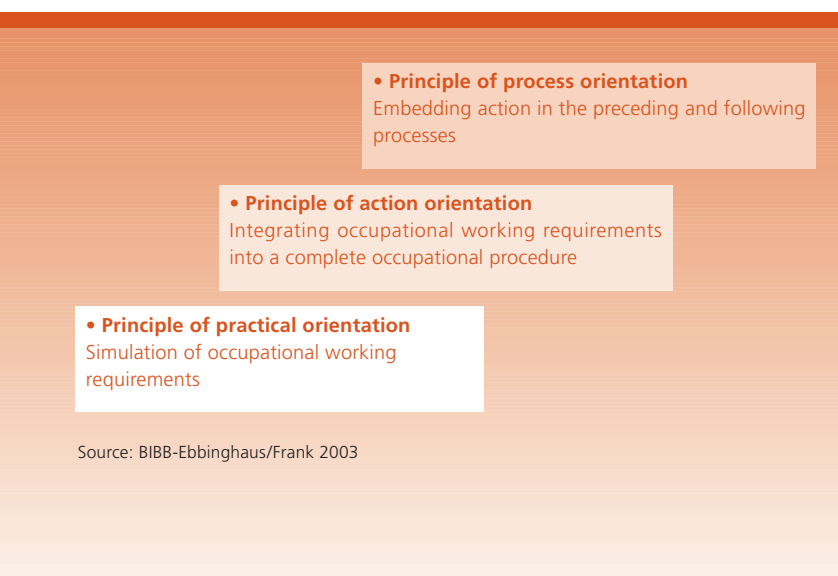 • Principle of process orientation
Embedding action in the preceding and following
processes
• Principle of action orientation
Integrating occupational working requirements
into a complete occupational procedure
• Principle of practical orientation
Simulation of occupational working
requirements
Source: BIBB-Ebbinghaus/Frank 2003